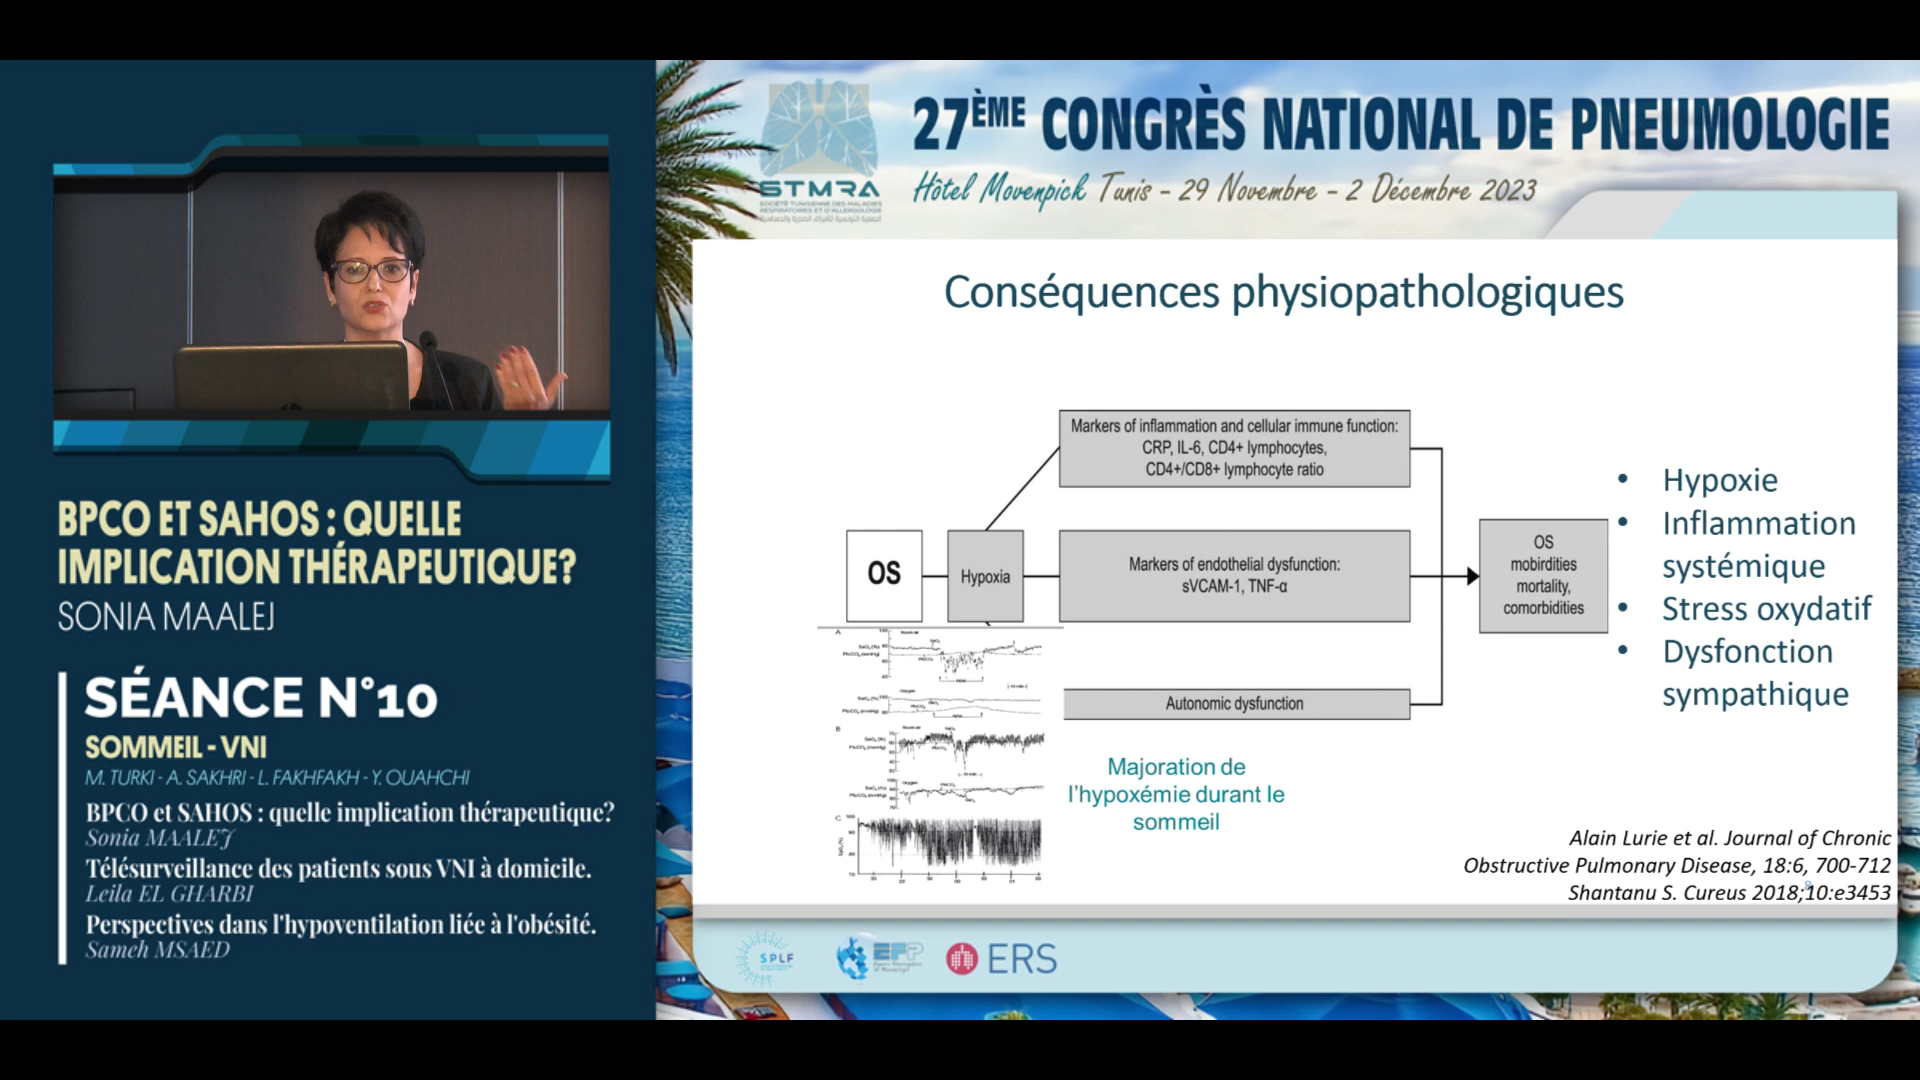 BPCO ET SAHOS : QUELLE
IMPLICATION THÉRAPEUTIQUE?
SONIA MAALEJ
SÉANCE N°10
SOMMEIL - VNI
M. TURKI - A. SAKHRI - L. FAKHFAKH - Y. OUAHCHI
BPCO et SAHOS : quelle implication thérapeutique?
Sonia MAALEJ
Télésurveillance des patients sous VNI à domicile.
Leila EL GHARBI
Perspectives dans l'hypoventilation liée à l'obésité.
Sameh MSAED
STMRA
SOCIÉTÉ TUNISIENNE DES MALADIES
RESPIRATOIRES ET D'ALLERGOLOGIE
27ÈME CONGRÈS NATIONAL DE PNEUMOLOGIE
Hôtel Movenpick Tunis - 29 Novembre - 2 Décembre 2023
Conséquences physiopathologiques
Markers of inflammation and cellular immune function:
CRP, IL-6, CD4+ lymphocytes,
CD4+/CD8+ lymphocyte ratio
OS
Hypoxia
Markers of endothelial dysfunction:
sVCAM-1, TNF-α
Autonomic dysfunction
OS
mobirdities
mortality,
comorbidities
• Hypoxie
• Inflammation
systémique
• Stress oxydatif
• Dysfonction
sympathique
A
B
C
Majoration de
l'hypoxémie durant le
sommeil
Alain Lurie et al. Journal of Chronic
Obstructive Pulmonary Disease, 18:6, 700-712
Shantanu S. Cureus 2018;10:e3453
SPLF
EFP
ERS